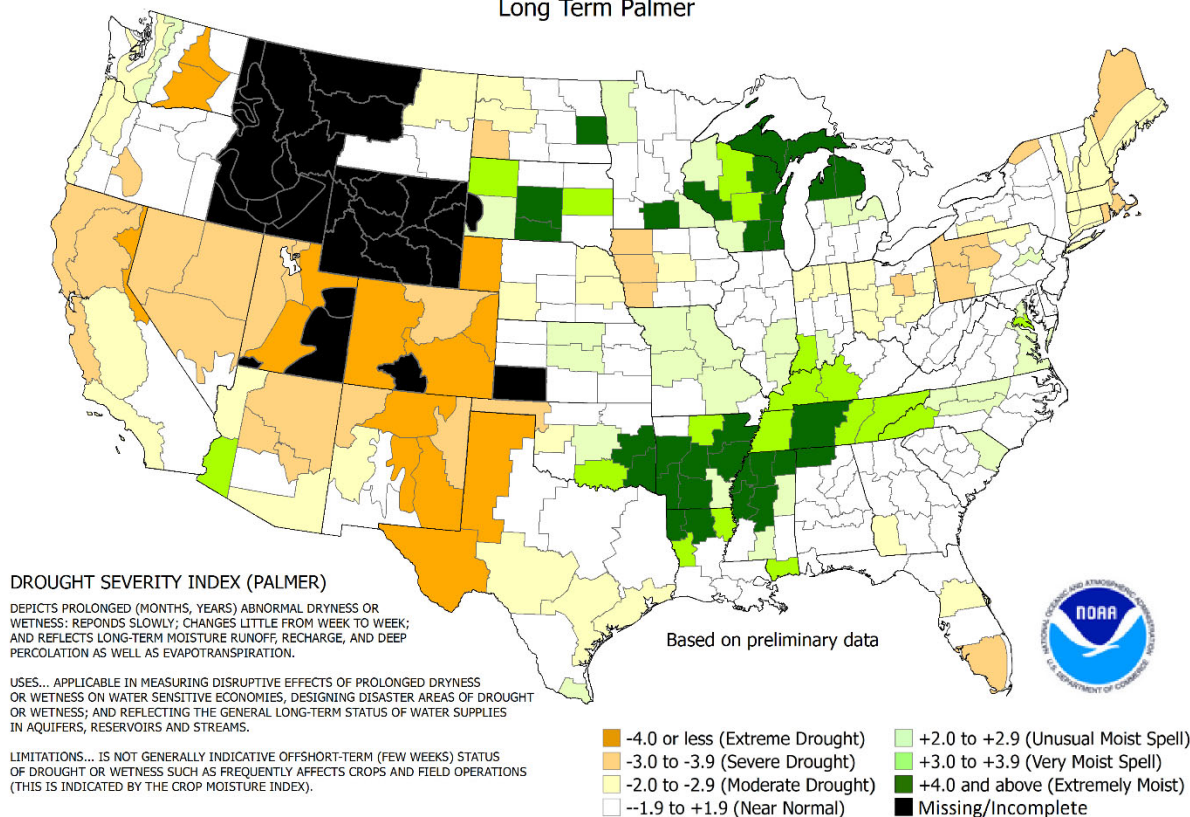 Long Term Palmer
DROUGHT SEVERITY INDEX (PALMER)
DEPICTS PROLONGED (MONTHS, YEARS) ABNORMAL DRYNESS OR
WETNESS: REPONDS SLOWLY; CHANGES LITTLE FROM WEEK TO WEEK;
AND REFLECTS LONG-TERM MOISTURE RUNOFF, RECHARGE, AND DEEP
PERCOLATION AS WELL AS EVAPOTRANSPIRATION.
USES... APPLICABLE IN MEASURING DISRUPTIVE EFFECTS OF PROLONGED DRYNESS
OR WETNESS ON WATER SENSITIVE ECONOMIES, DESIGNING DISASTER AREAS OF DROUGHT
OR WETNESS; AND REFLECTING THE GENERAL LONG-TERM STATUS OF WATER SUPPLIES
IN AQUIFERS, RESERVOIRS AND STREAMS.
LIMITATIONS... IS NOT GENERALLY INDICATIVE OFFSHORT-TERM (FEW WEEKS) STATUS
OF DROUGHT OR WETNESS SUCH AS FREQUENTLY AFFECTS CROPS AND FIELD OPERATIONS
(THIS IS INDICATED BY THE CROP MOISTURE INDEX).
Based on preliminary data
NATIONAL OCEANIC AND ATMOSPHERIC ADMINISTRATION
NOAA
U.S. DEPARTMENT OF COMMERCE
-4.0 or less (Extreme Drought)
-3.0 to -3.9 (Severe Drought)
-2.0 to -2.9 (Moderate Drought)
--1.9 to +1.9 (Near Normal)
+2.0 to +2.9 (Unusual Moist Spell)
+3.0 to +3.9 (Very Moist Spell)
+4.0 and above (Extremely Moist)
Missing/Incomplete